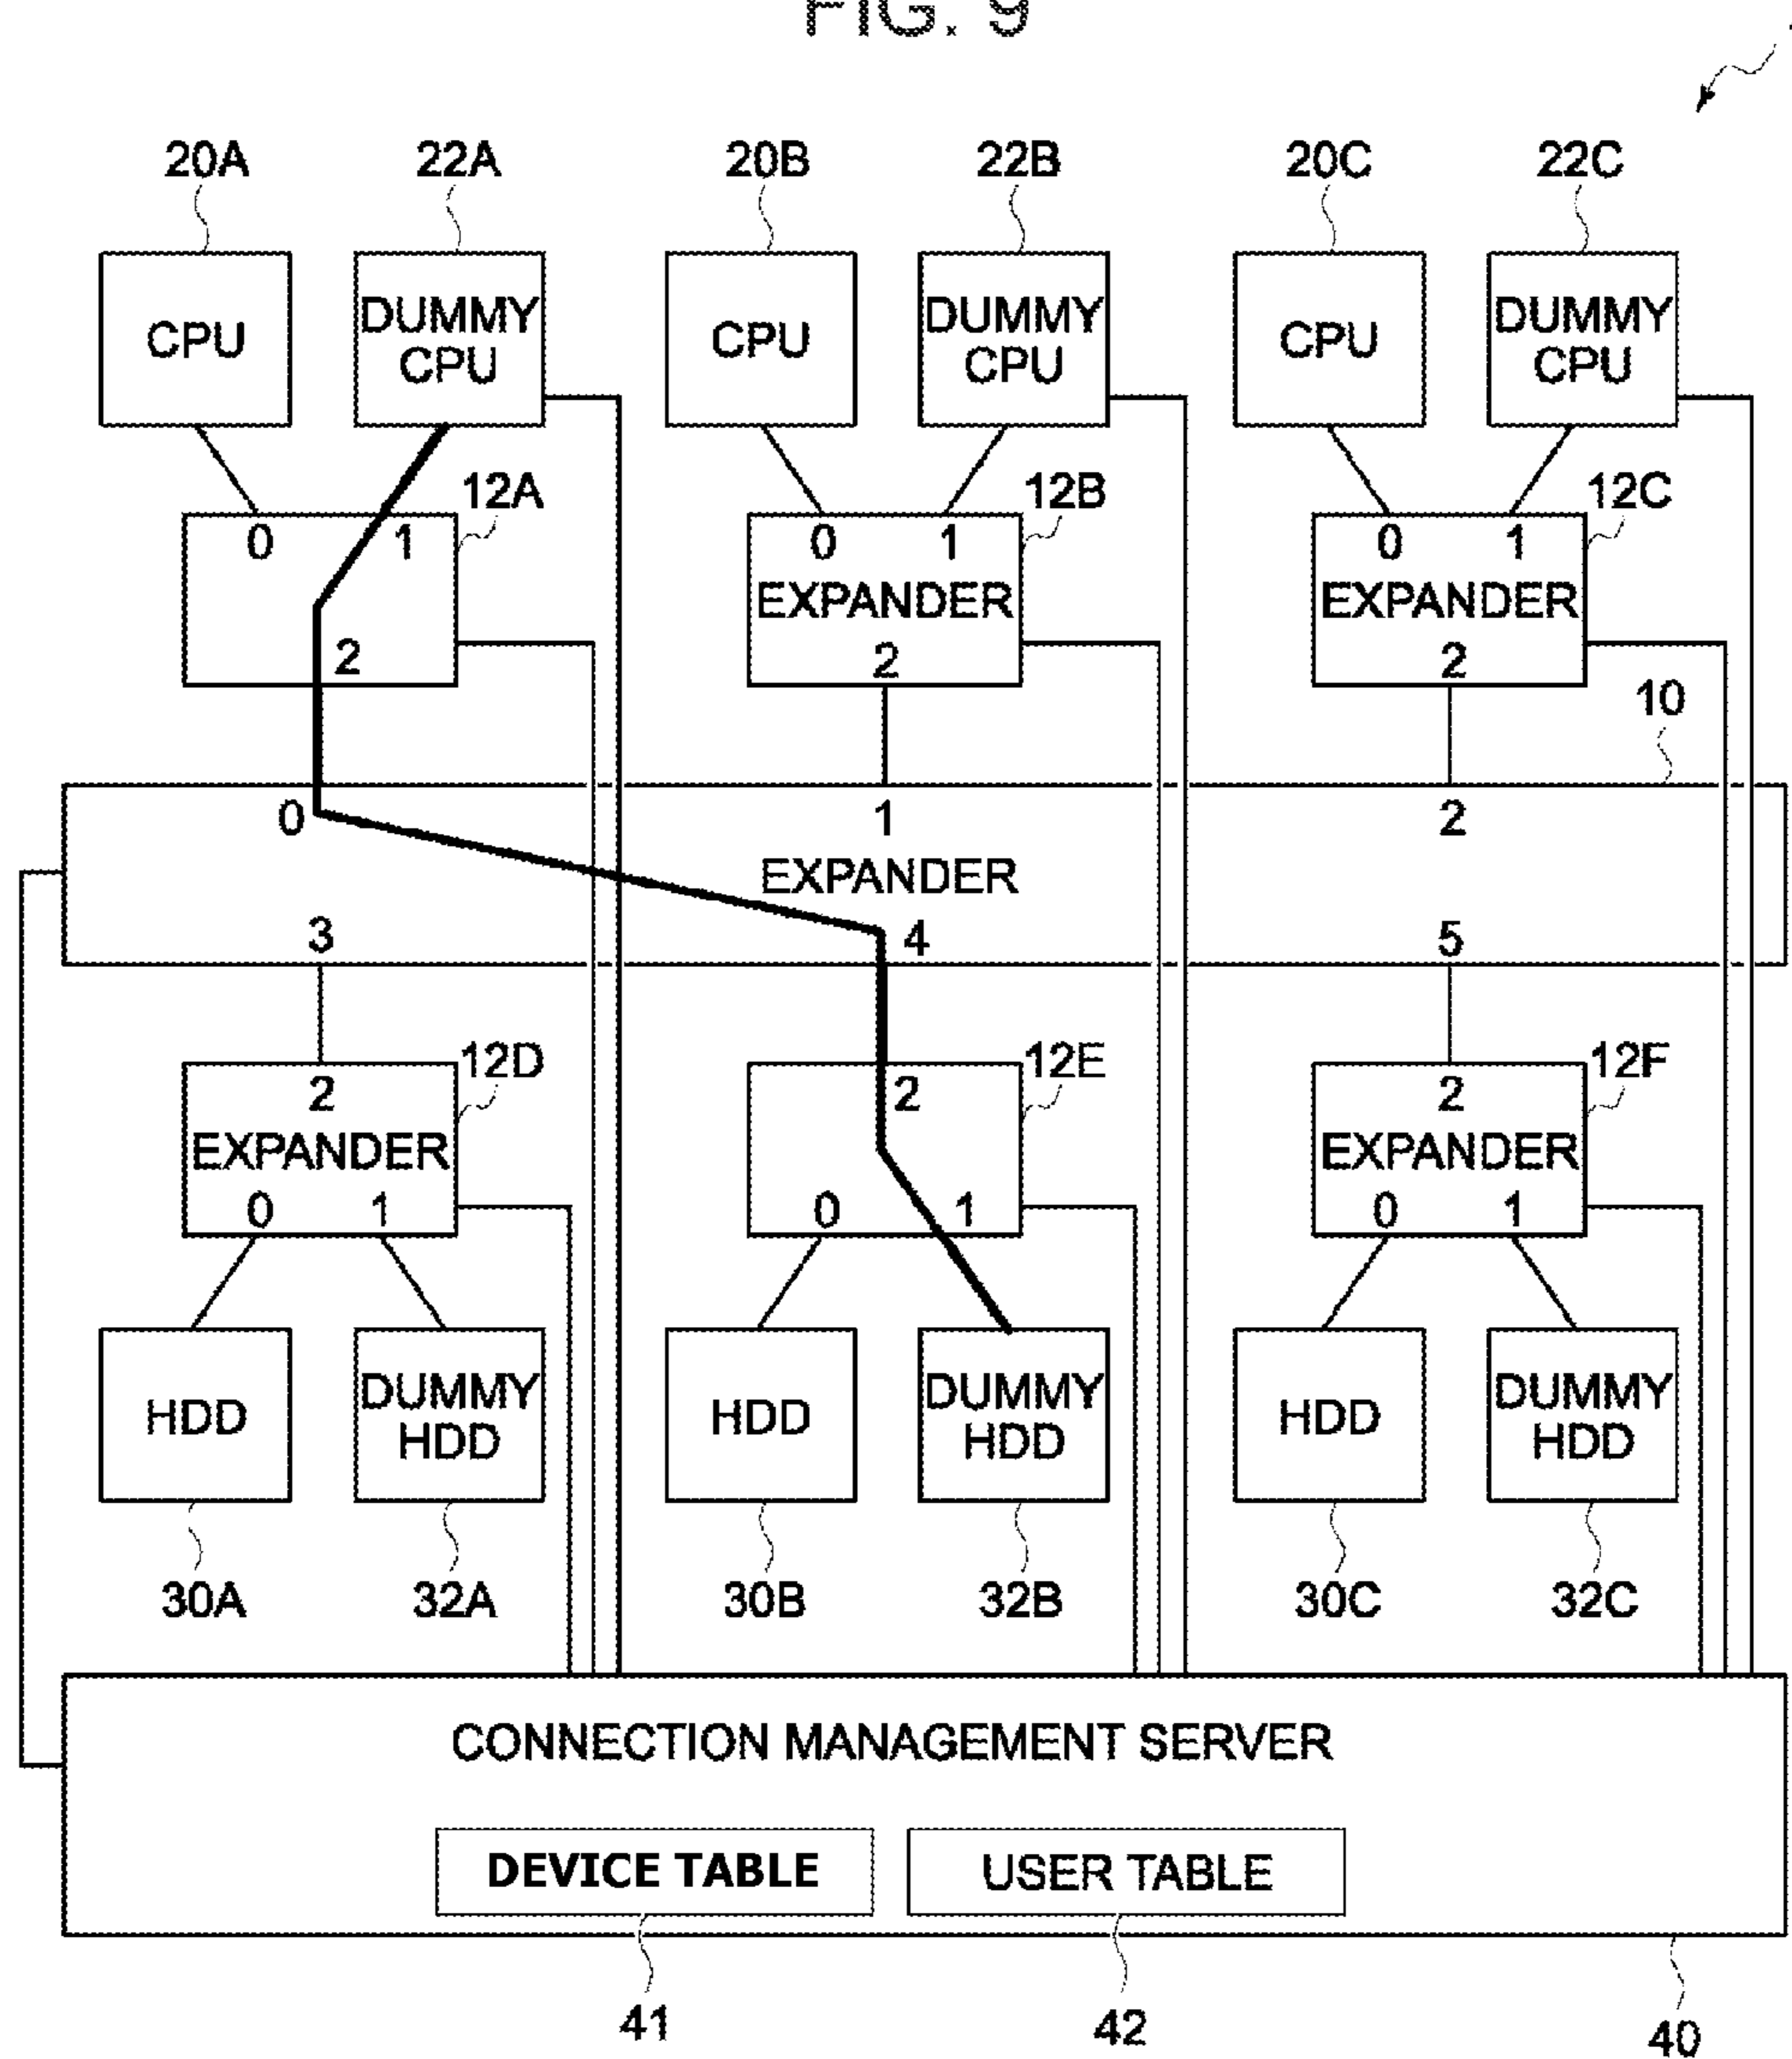 FIG. 9
20A 22A 20B 22B 20C 22C
CPU DUMMY CPU CPU DUMMY CPU CPU DUMMY CPU
12A 12B 12C
0 1 0 1 0 1
EXPANDER EXPANDER
2 2 2
10
0 1 2
EXPANDER
3 4 5
12D 12E 12F
2 2 2
EXPANDER EXPANDER
0 1 0 1 0 1
HDD DUMMY HDD HDD DUMMY HDD HDD DUMMY HDD
30A 32A 30B 32B 30C 32C
CONNECTION MANAGEMENT SERVER
DEVICE TABLE USER TABLE
41 42 40